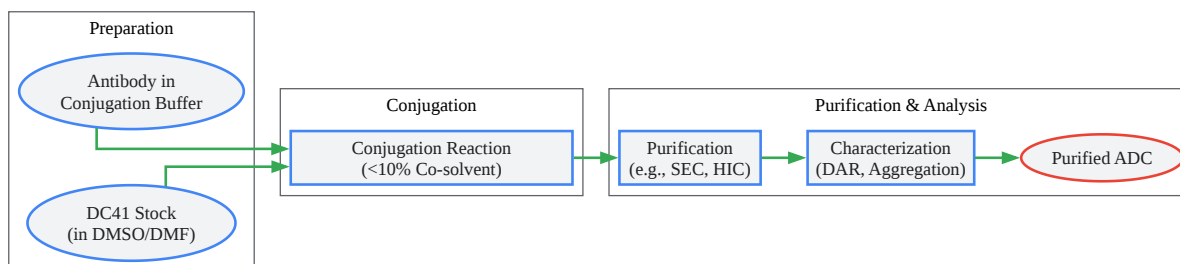 Preparation
Antibody in
Conjugation Buffer
DC41 Stock
(in DMSO/DMF)
Conjugation
Conjugation Reaction
(<10% Co-solvent)
Purification & Analysis
Purification
(e.g., SEC, HIC)
Characterization
(DAR, Aggregation)
Purified ADC